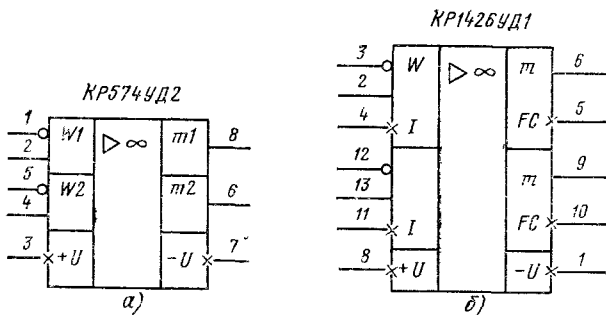 КР574УД2
1 W1 ▷∞ m1 8
2
5 W2 m2 6
4
3 +U -U 7
а)
КР1426УД1
3 W ▷∞ m 6
2
4 I FC 5
12 m 9
13
11 I FC 10
8 +U -U 1
б)